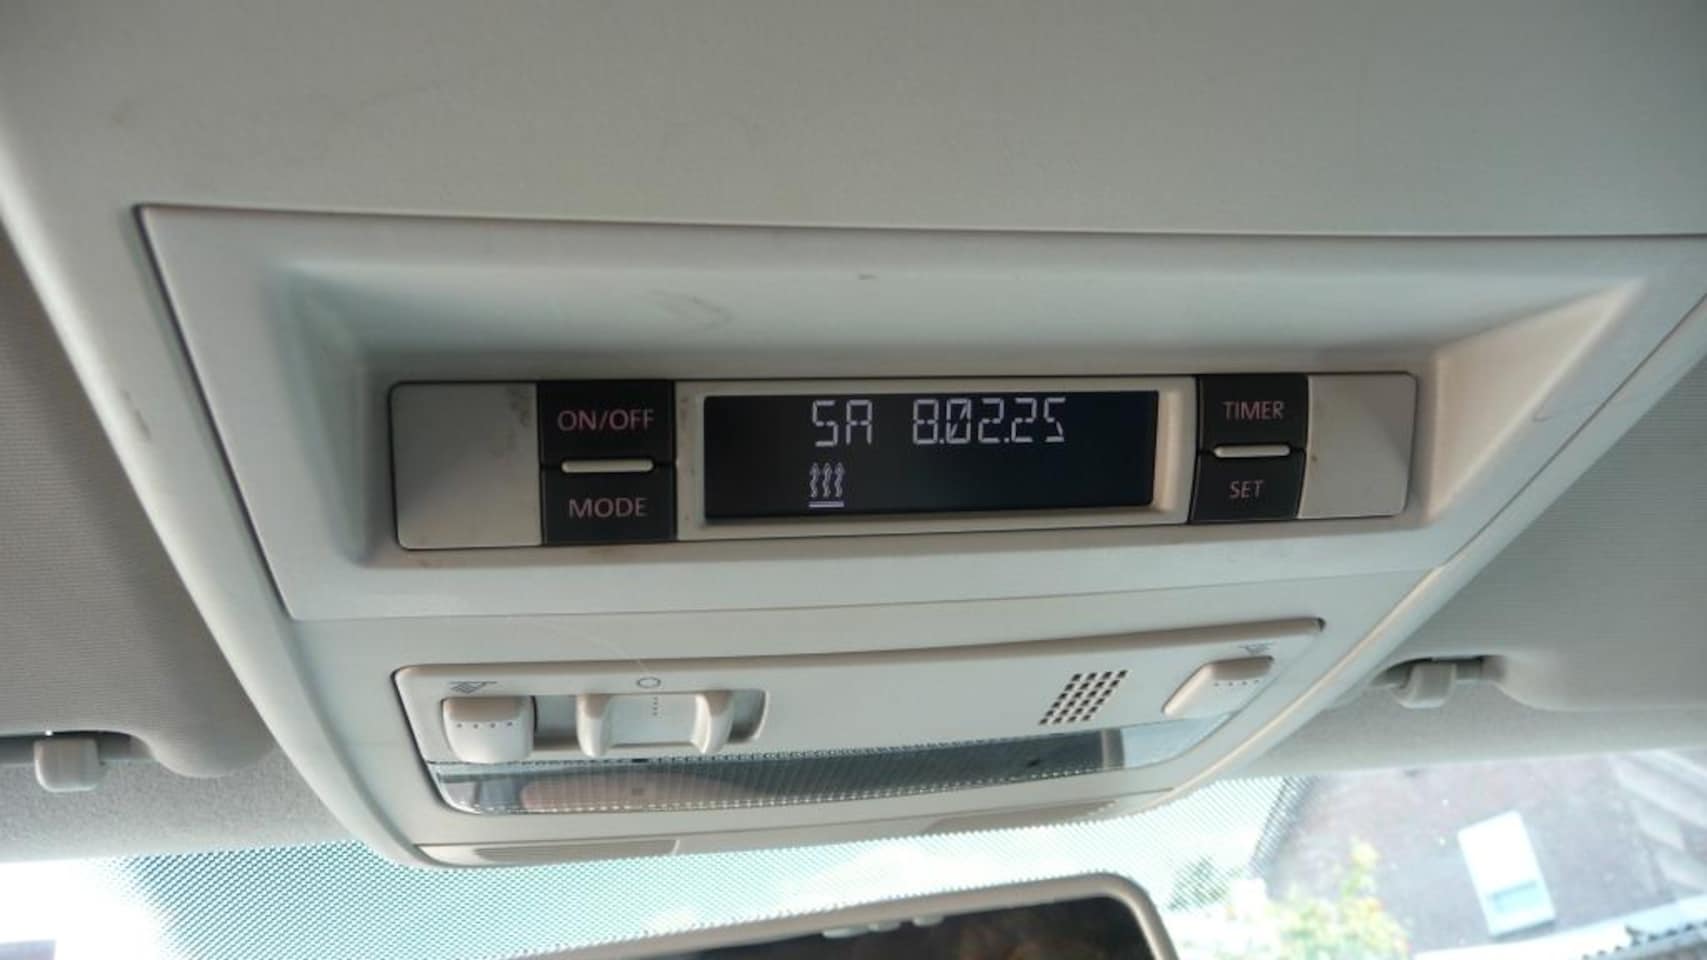 ON/OFF
MODE
SA 8.02.25
TIMER
SET